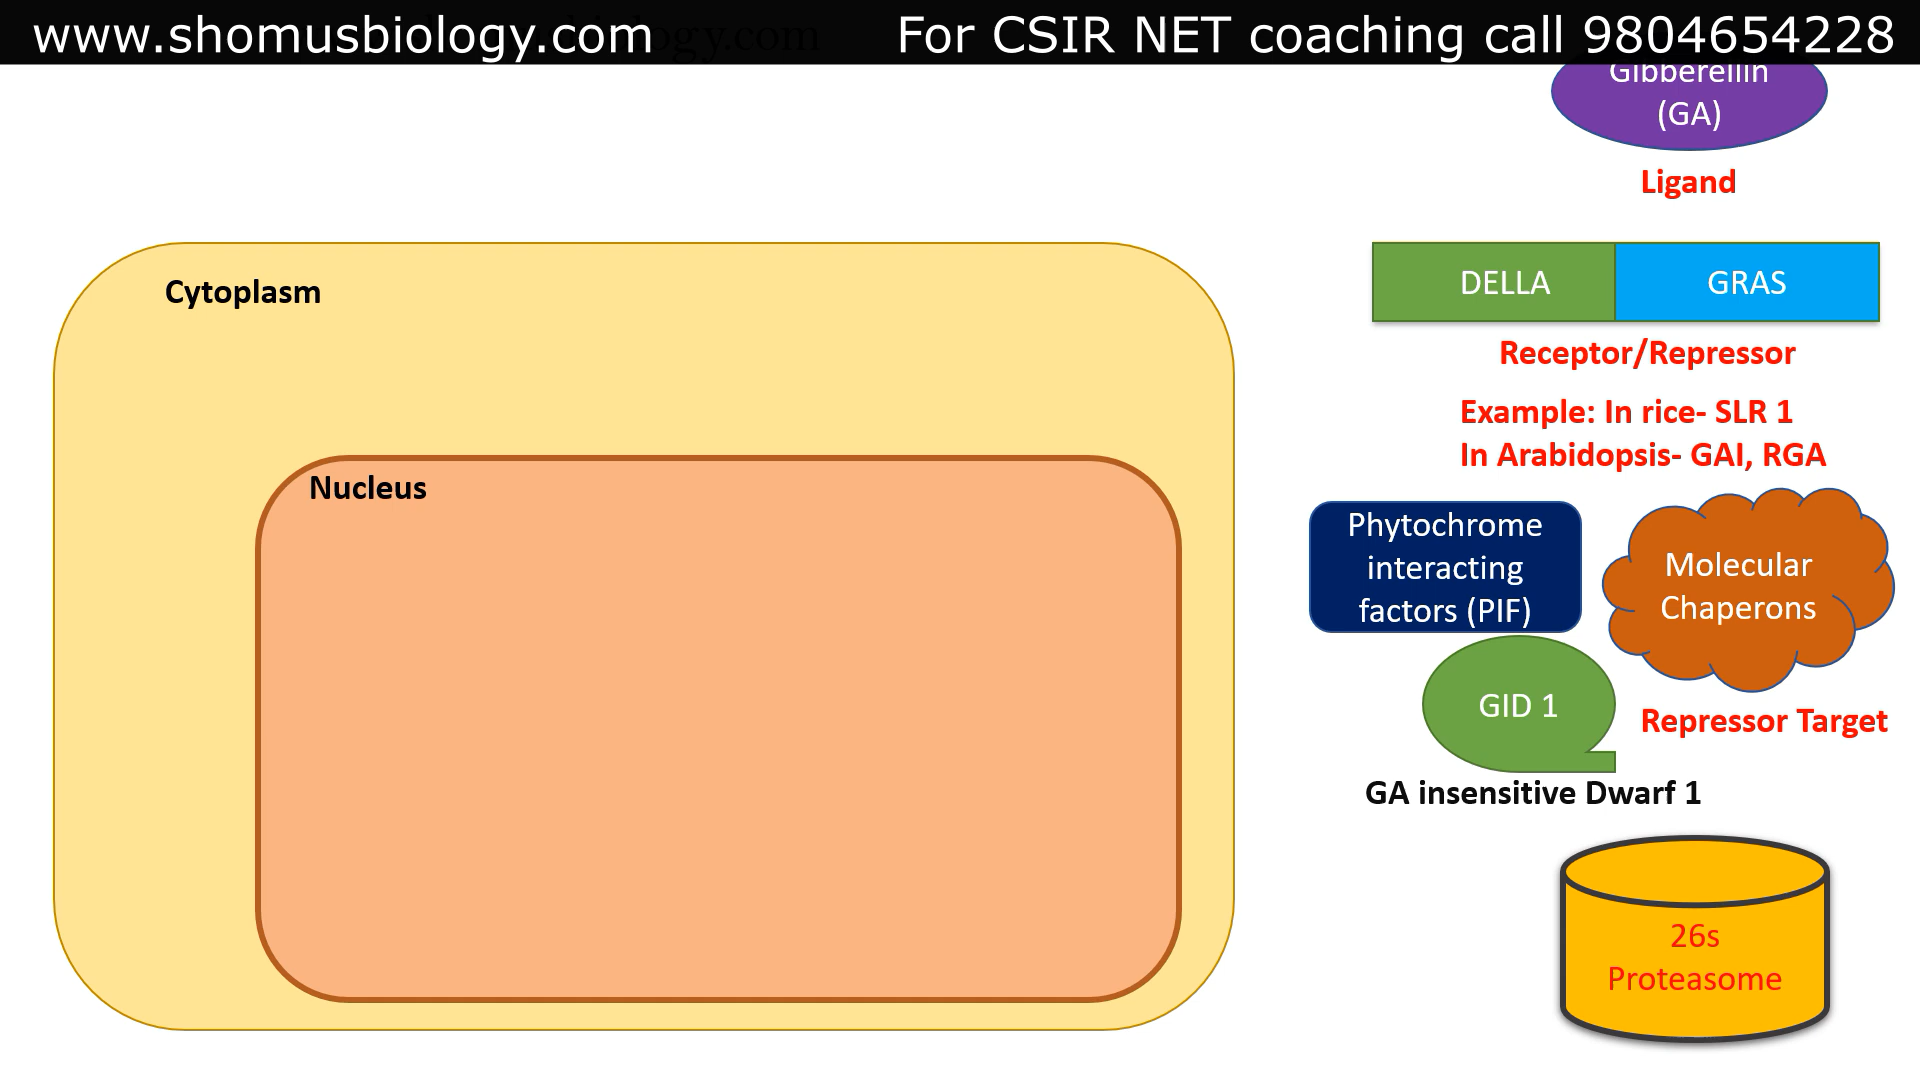 www.shomusbiology.com
For CSIR NET coaching call 9804654228
Gibberellin
(GA)
Ligand
DELLA
GRAS
Receptor/Repressor
Example: In rice- SLR 1
In Arabidopsis- GAI, RGA
Cytoplasm
Nucleus
Phytochrome
interacting
factors (PIF)
Molecular
Chaperons
GID 1
Repressor Target
GA insensitive Dwarf 1
26s
Proteasome